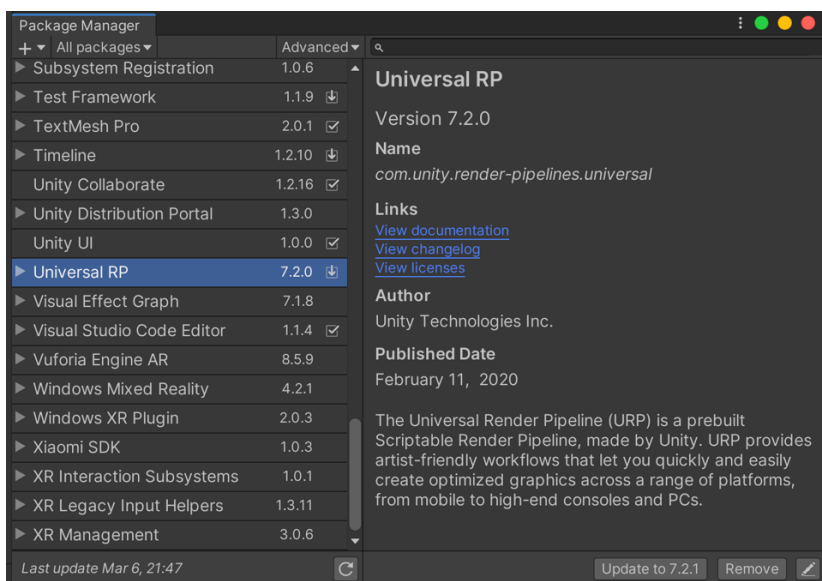 Package Manager
+ All packages Advanced
Subsystem Registration 1.0.6
Test Framework 1.1.9
TextMesh Pro 2.0.1
Timeline 1.2.10
Unity Collaborate 1.2.16
Unity Distribution Portal 1.3.0
Unity UI 1.0.0
Universal RP 7.2.0
Visual Effect Graph 7.1.8
Visual Studio Code Editor 1.1.4
Vuforia Engine AR 8.5.9
Windows Mixed Reality 4.2.1
Windows XR Plugin 2.0.3
Xiaomi SDK 1.0.3
XR Interaction Subsystems 1.0.1
XR Legacy Input Helpers 1.3.11
XR Management 3.0.6
Last update Mar 6, 21:47
Universal RP
Version 7.2.0
Name
com.unity.render-pipelines.universal
Links
View documentation
View changelog
View licenses
Author
Unity Technologies Inc.
Published Date
February 11, 2020
The Universal Render Pipeline (URP) is a prebuilt
Scriptable Render Pipeline, made by Unity. URP provides
artist-friendly workflows that let you quickly and easily
create optimized graphics across a range of platforms,
from mobile to high-end consoles and PCs.
Update to 7.2.1 Remove